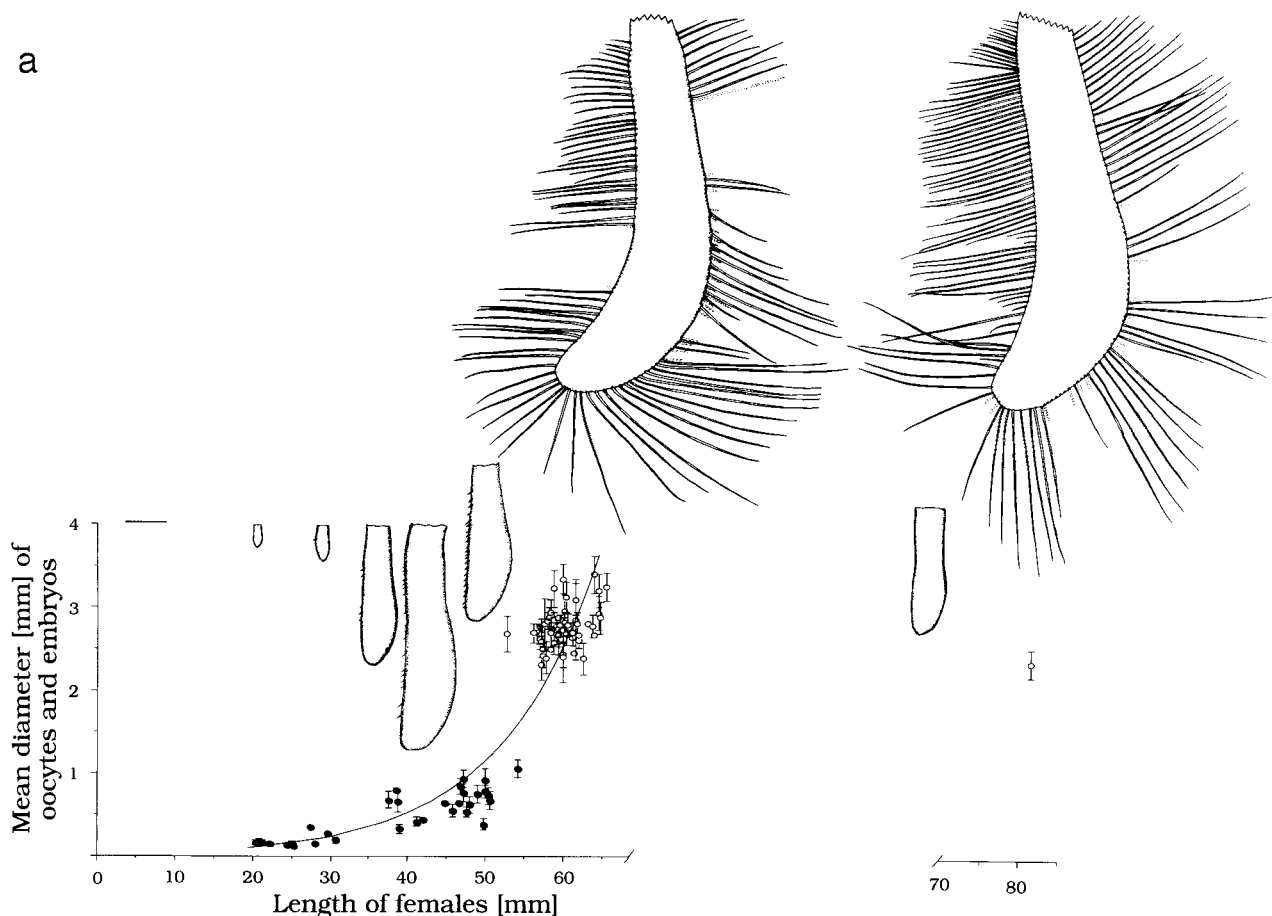 a
Mean diameter [mm] of
oocytes and embryos
4
3
2
1
0 10 20 30 40 50 60 70 80
Length of females [mm]